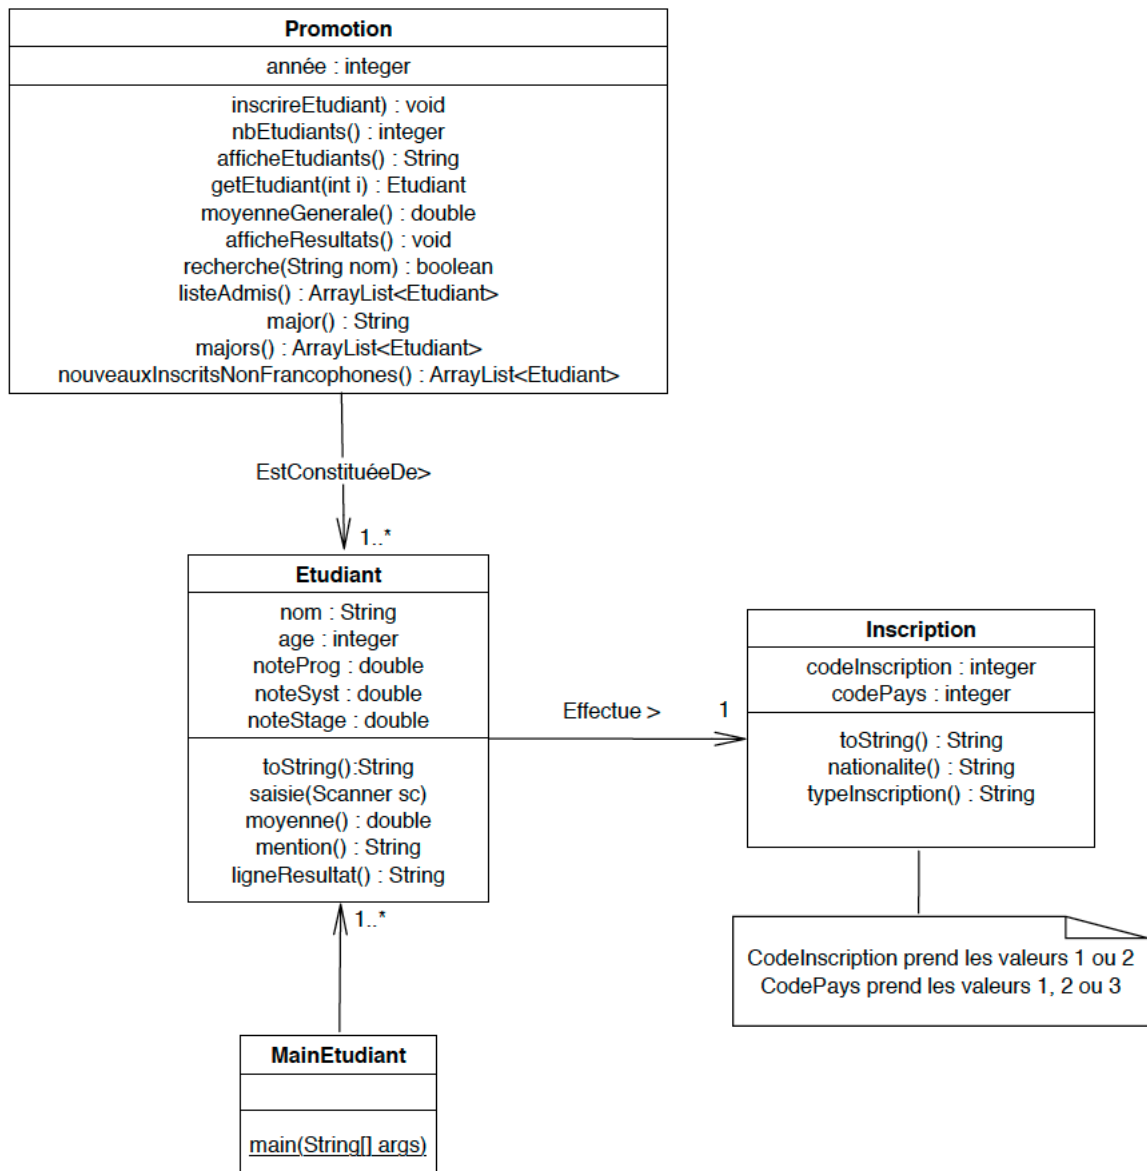 Promotion
année : integer
inscrireEtudiant) : void
nbEtudiants() : integer
afficheEtudiants() : String
getEtudiant(int i) : Etudiant
moyenneGenerale() : double
afficheResultats() : void
recherche(String nom) : boolean
listeAdmis() : ArrayList<Etudiant>
major() : String
majors() : ArrayList<Etudiant>
nouveauxInscritsNonFrancophones() : ArrayList<Etudiant>
EstConstituéeDe>
1..*
Etudiant
nom : String
age : integer
noteProg : double
noteSyst : double
noteStage : double
toString():String
saisie(Scanner sc)
moyenne() : double
mention() : String
ligneResultat() : String
Effectue >
1
Inscription
codeInscription : integer
codePays : integer
toString() : String
nationalite() : String
typeInscription() : String
CodeInscription prend les valeurs 1 ou 2
CodePays prend les valeurs 1, 2 ou 3
1..*
MainEtudiant
main(String[] args)